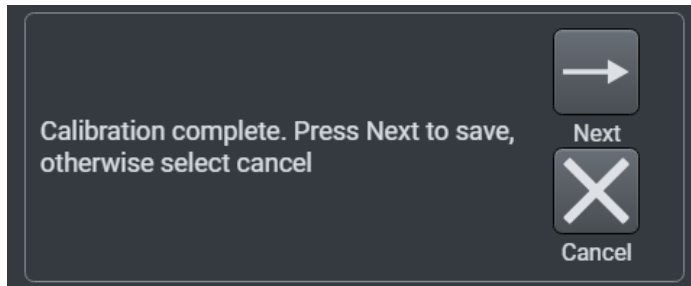 Calibration complete. Press Next to save,
otherwise select cancel
Next
Cancel